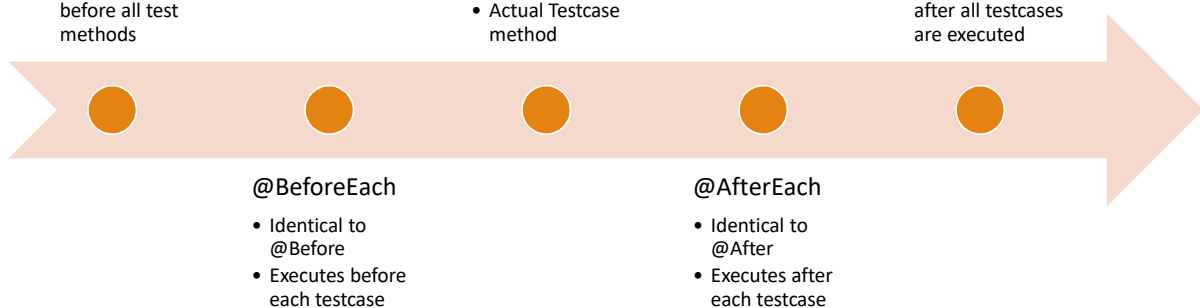 before all test
methods
• Actual Testcase
method
after all testcases
are executed
@BeforeEach
• Identical to
@Before
• Executes before
each testcase
@AfterEach
• Identical to
@After
• Executes after
each testcase